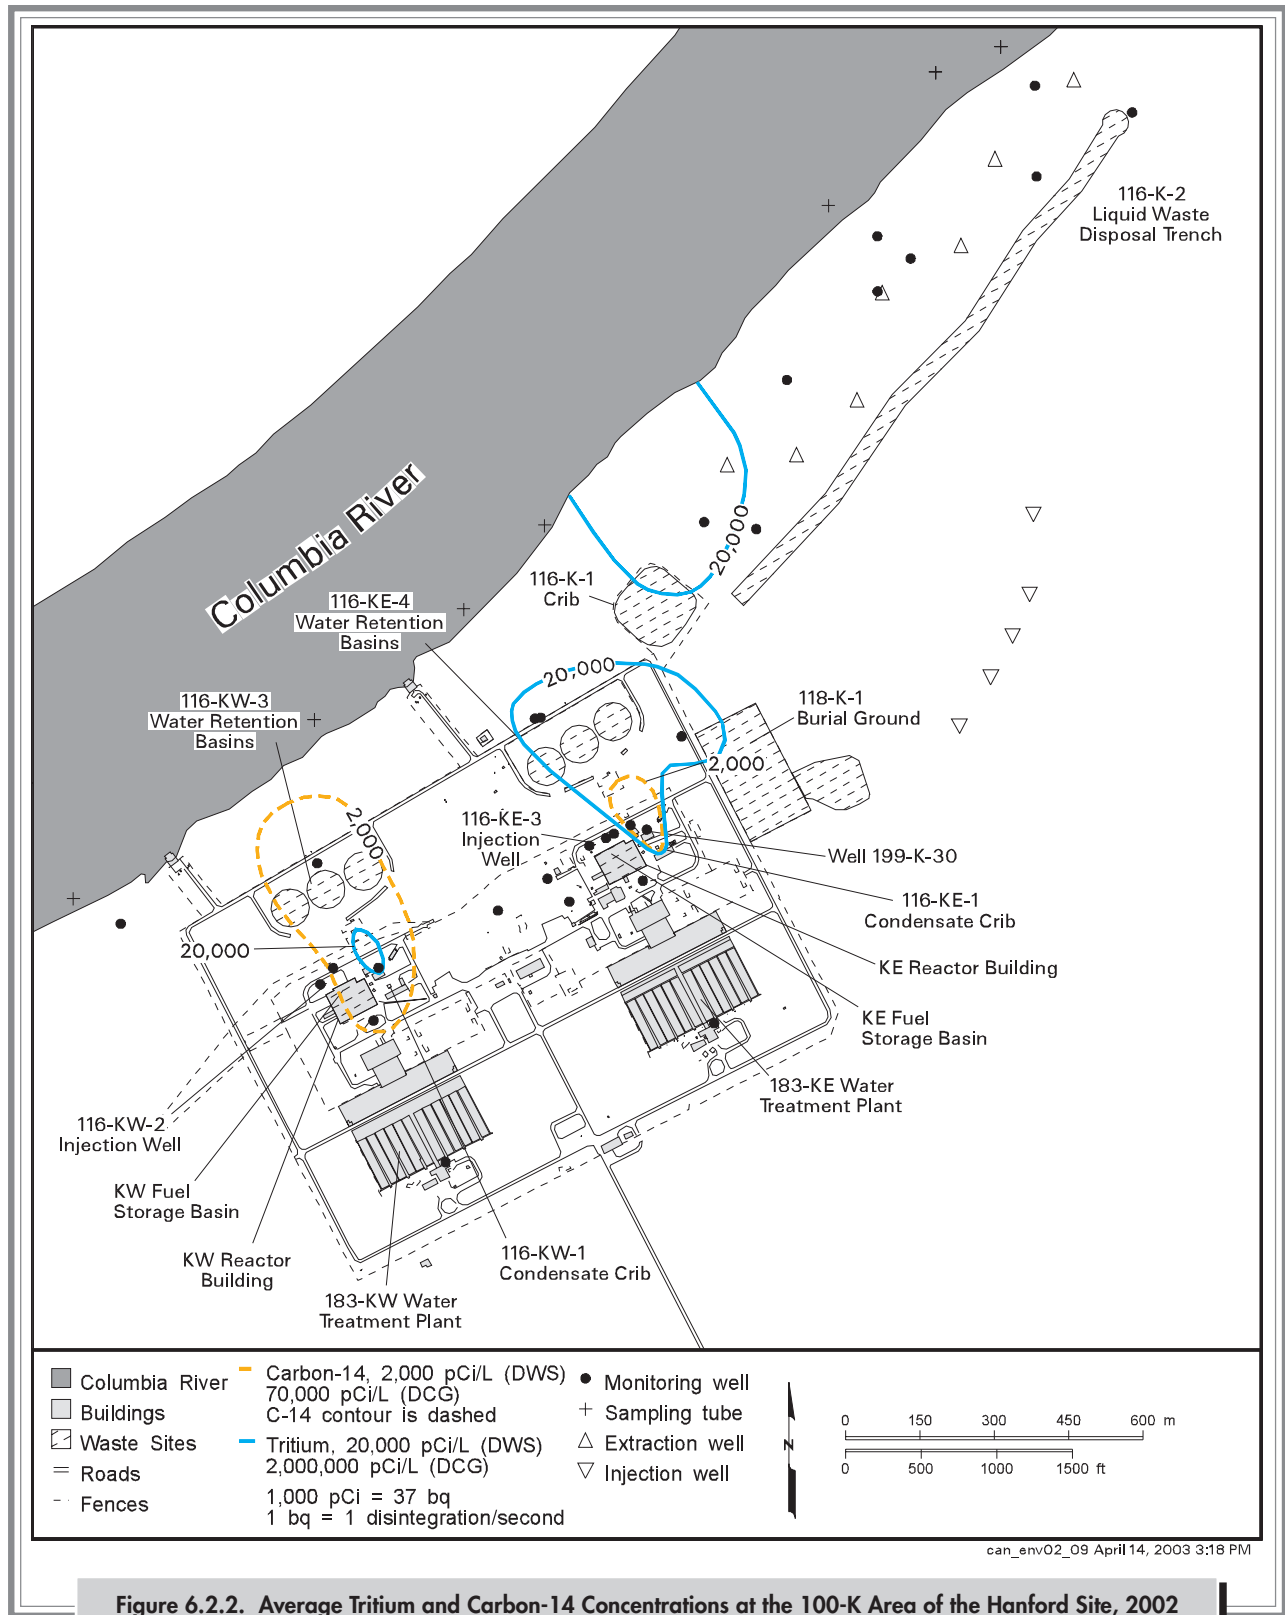 116-K-2
Liquid Waste
Disposal Trench
Columbia River
20,000
116-K-1
Crib
116-KE-4
Water Retention
Basins
20,000
116-KW-3
Water Retention
Basins
118-K-1
Burial Ground
2,000
2,000
116-KE-3
Injection
Well
Well 199-K-30
116-KE-1
Condensate Crib
20,000
KE Reactor Building
KE Fuel
Storage Basin
183-KE Water
Treatment Plant
116-KW-2
Injection Well
KW Fuel
Storage Basin
KW Reactor
Building
116-KW-1
Condensate Crib
183-KW Water
Treatment Plant
Columbia River
Buildings
Waste Sites
Roads
Fences
Carbon-14, 2,000 pCi/L (DWS)
70,000 pCi/L (DCG)
C-14 contour is dashed
Tritium, 20,000 pCi/L (DWS)
2,000,000 pCi/L (DCG)
1,000 pCi = 37 bq
1 bq = 1 disintegration/second
Monitoring well
Sampling tube
Extraction well
Injection well
N
0 150 300 450 600 m
0 500 1000 1500 ft
can_env02_09 April 14, 2003 3:18 PM
Figure 6.2.2. Average Tritium and Carbon-14 Concentrations at the 100-K Area of the Hanford Site, 2002